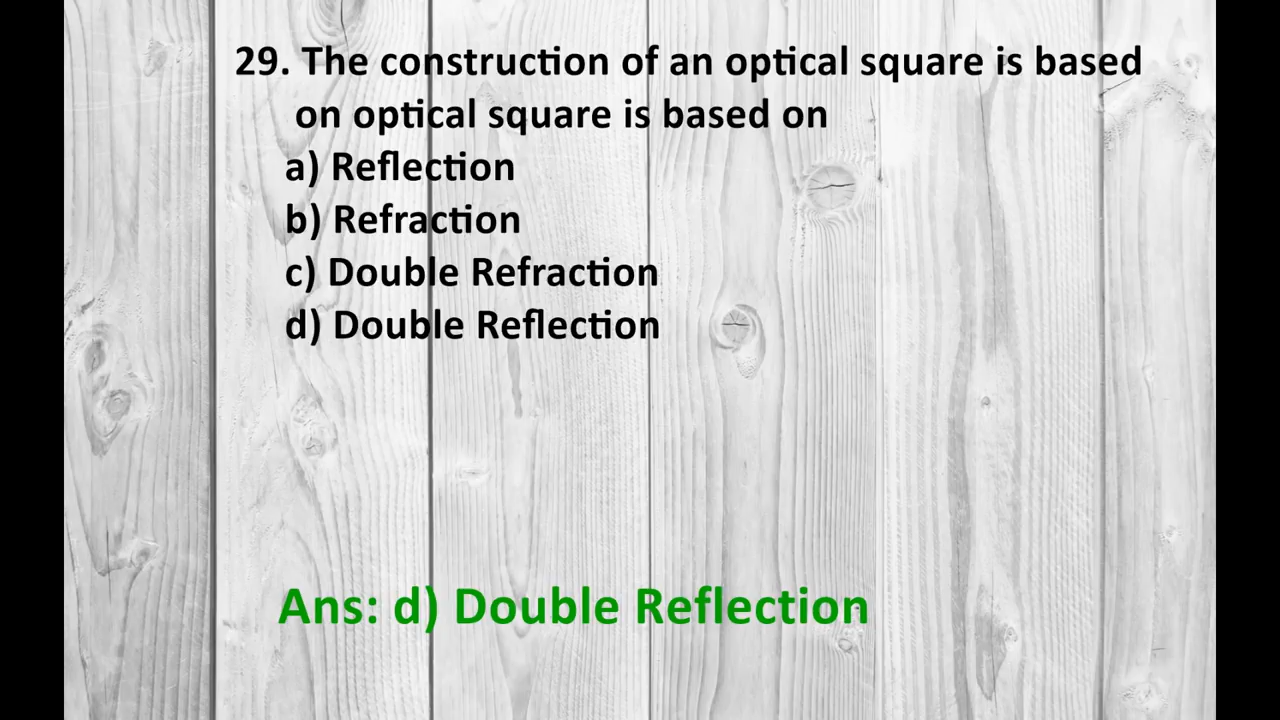 29. The construction of an optical square is based
on optical square is based on
a) Reflection
b) Refraction
c) Double Refraction
d) Double Reflection
Ans: d) Double Reflection